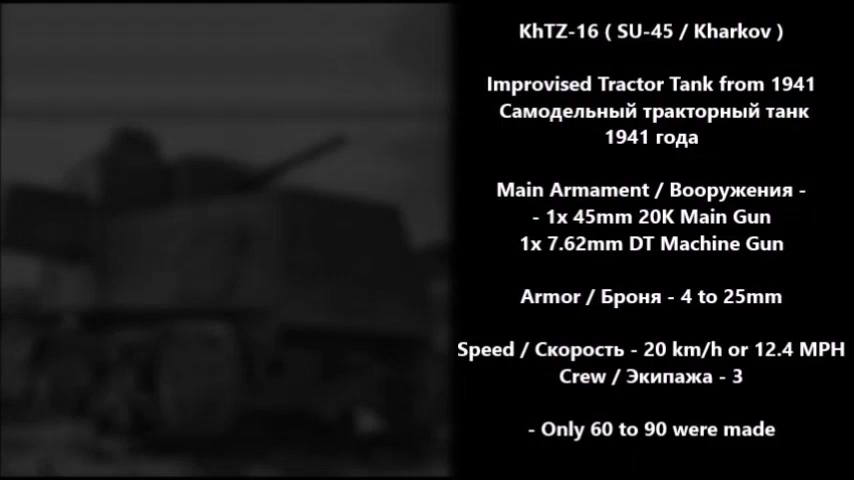 KhTZ-16 ( SU-45 / Kharkov )
Improvised Tractor Tank from 1941
Самодельный тракторный танк
1941 года
Main Armament / Вооружения -
- 1x 45mm 20K Main Gun
1x 7.62mm DT Machine Gun
Armor / Броня - 4 to 25mm
Speed / Скорость - 20 km/h or 12.4 MPH
Crew / Экипажа - 3
- Only 60 to 90 were made